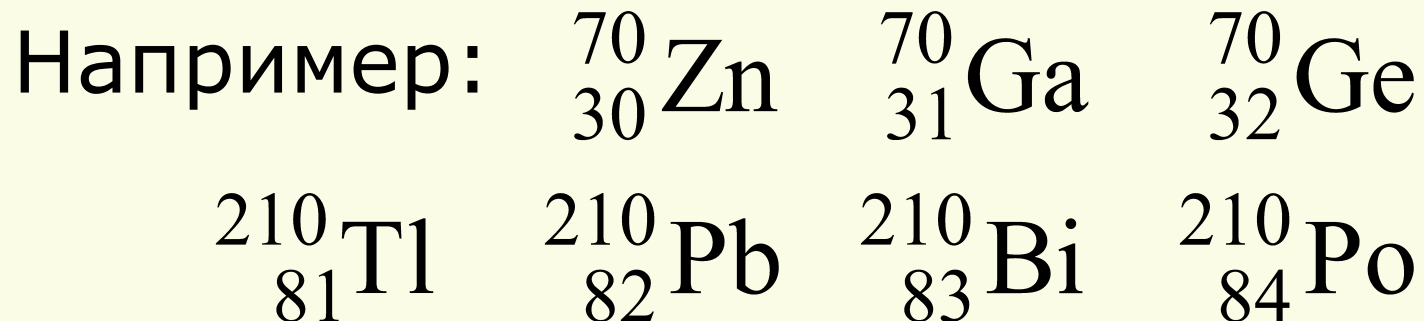 Например: ⁷⁰₃₀Zn ⁷⁰₃₁Ga ⁷⁰₃₂Ge
²¹⁰₈₁Tl ²¹⁰₈₂Pb ²¹⁰₈₃Bi ²¹⁰₈₄Po